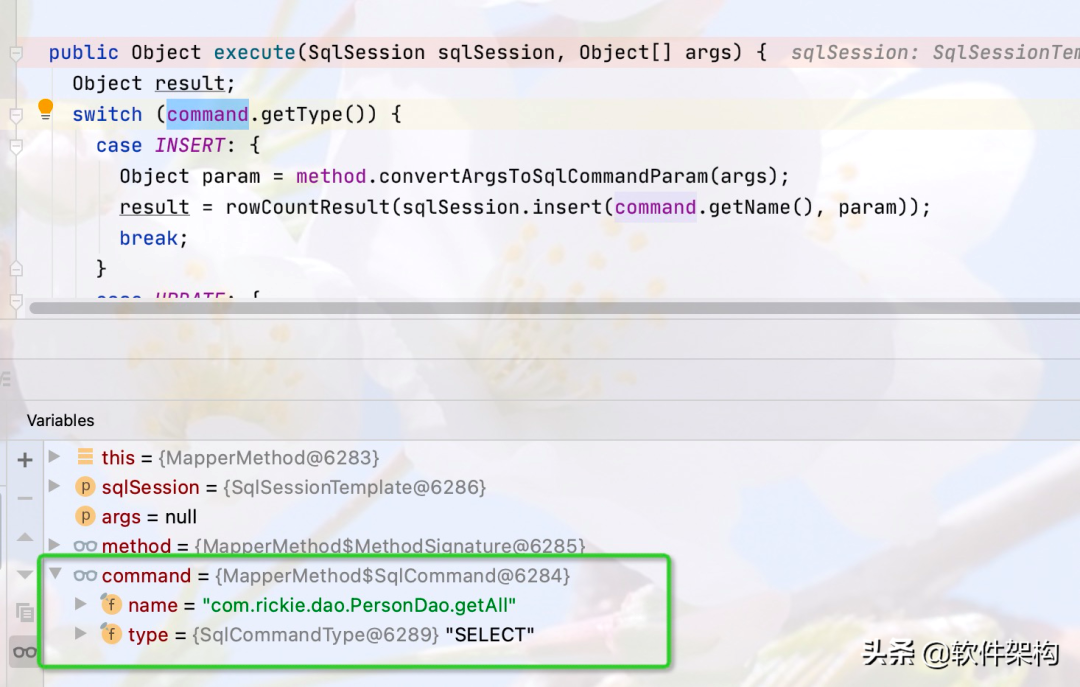 public Object execute(SqlSession sqlSession, Object[] args) { sqlSession: SqlSessionTem
Object result;
switch (command.getType()) {
case INSERT: {
Object param = method.convertArgsToSqlCommandParam(args);
result = rowCountResult(sqlSession.insert(command.getName(), param));
break;
}
case UPDATE: {
Variables
this = {MapperMethod@6283}
p sqlSession = {SqlSessionTemplate@6286}
p args = null
method = {MapperMethod$MethodSignature@6285}
command = {MapperMethod$SqlCommand@6284}
f name = "com.rickie.dao.PersonDao.getAll"
f type = {SqlCommandType@6289} "SELECT"
头条 @软件架构